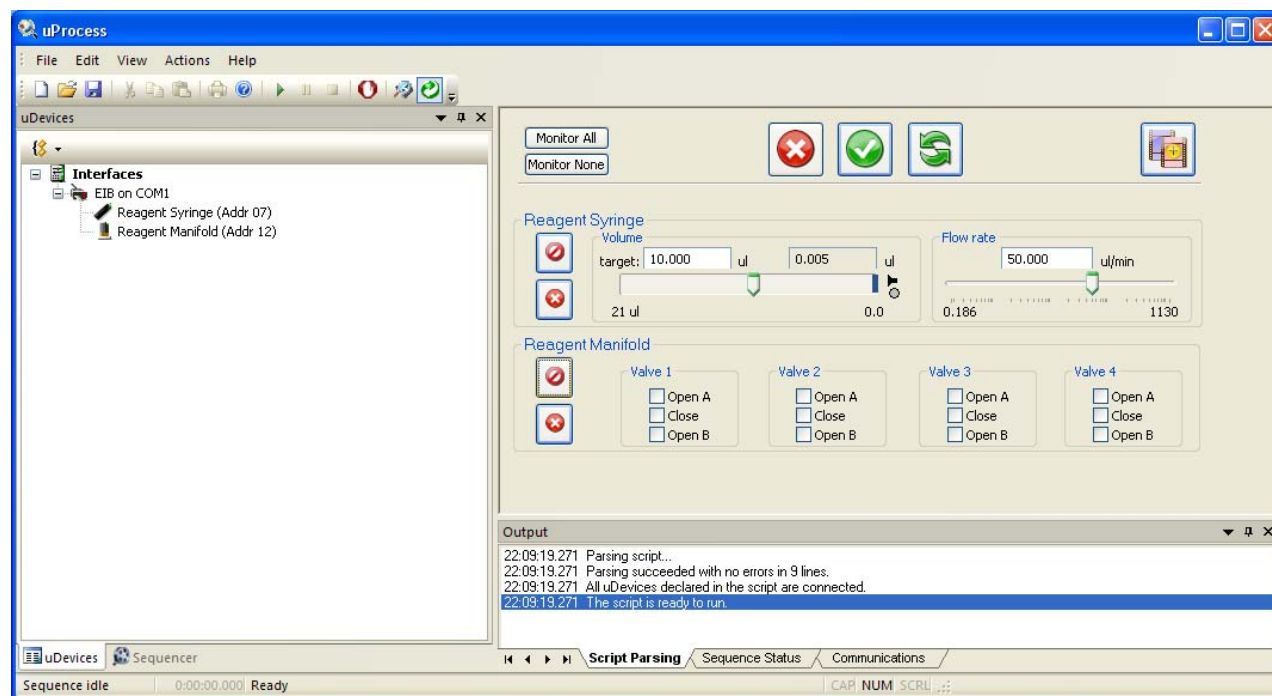 uProcess
File Edit View Actions Help
uDevices
Interfaces
EIB on COM1
Reagent Syringe (Addr 07)
Reagent Manifold (Addr 12)
Monitor All
Monitor None
Reagent Syringe
Volume
target: 10.000 ul 0.005 ul
21 ul 0.0
Flow rate
50.000 ul/min
0.186 1130
Reagent Manifold
Valve 1 Valve 2 Valve 3 Valve 4
Open A Open A Open A Open A
Close Close Close Close
Open B Open B Open B Open B
Output
22:09:19.271 Parsing script...
22:09:19.271 Parsing succeeded with no errors in 9 lines.
22:09:19.271 All uDevices declared in the script are connected.
22:09:19.271 The script is ready to run.
uDevices Sequencer
Script Parsing Sequence Status Communications
Sequence idle 0:00:00.000 Ready CAP NUM SCRL